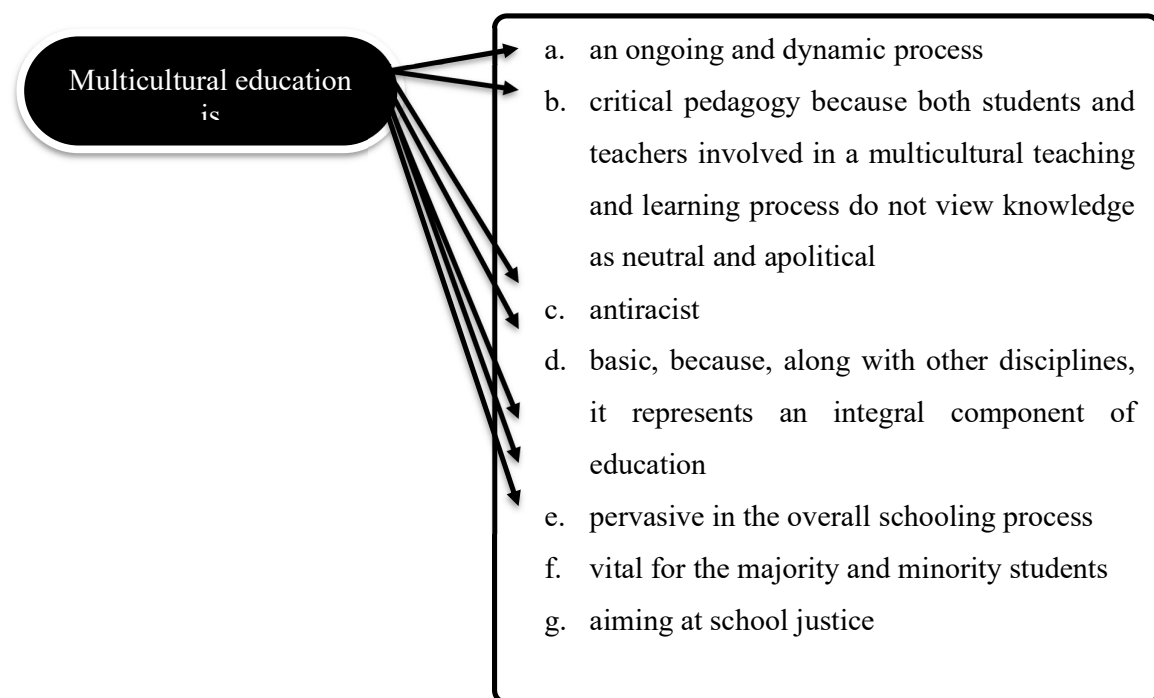 Multicultural education
is
a. an ongoing and dynamic process
b. critical pedagogy because both students and
teachers involved in a multicultural teaching
and learning process do not view knowledge
as neutral and apolitical
c. antiracist
d. basic, because, along with other disciplines,
it represents an integral component of
education
e. pervasive in the overall schooling process
f. vital for the majority and minority students
g. aiming at school justice